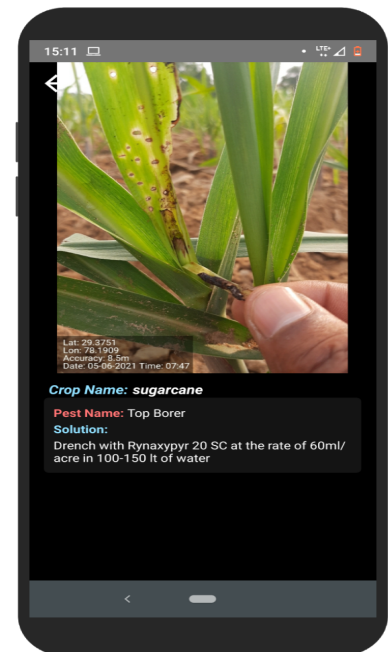 15:11
LTE+
Lat: 29.3751
Lon: 78.1909
Accuracy: 8.5m
Date: 05-06-2021 Time: 07:47
Crop Name: sugarcane
Pest Name: Top Borer
Solution:
Drench with Rynaxypyr 20 SC at the rate of 60ml/
acre in 100-150 lt of water